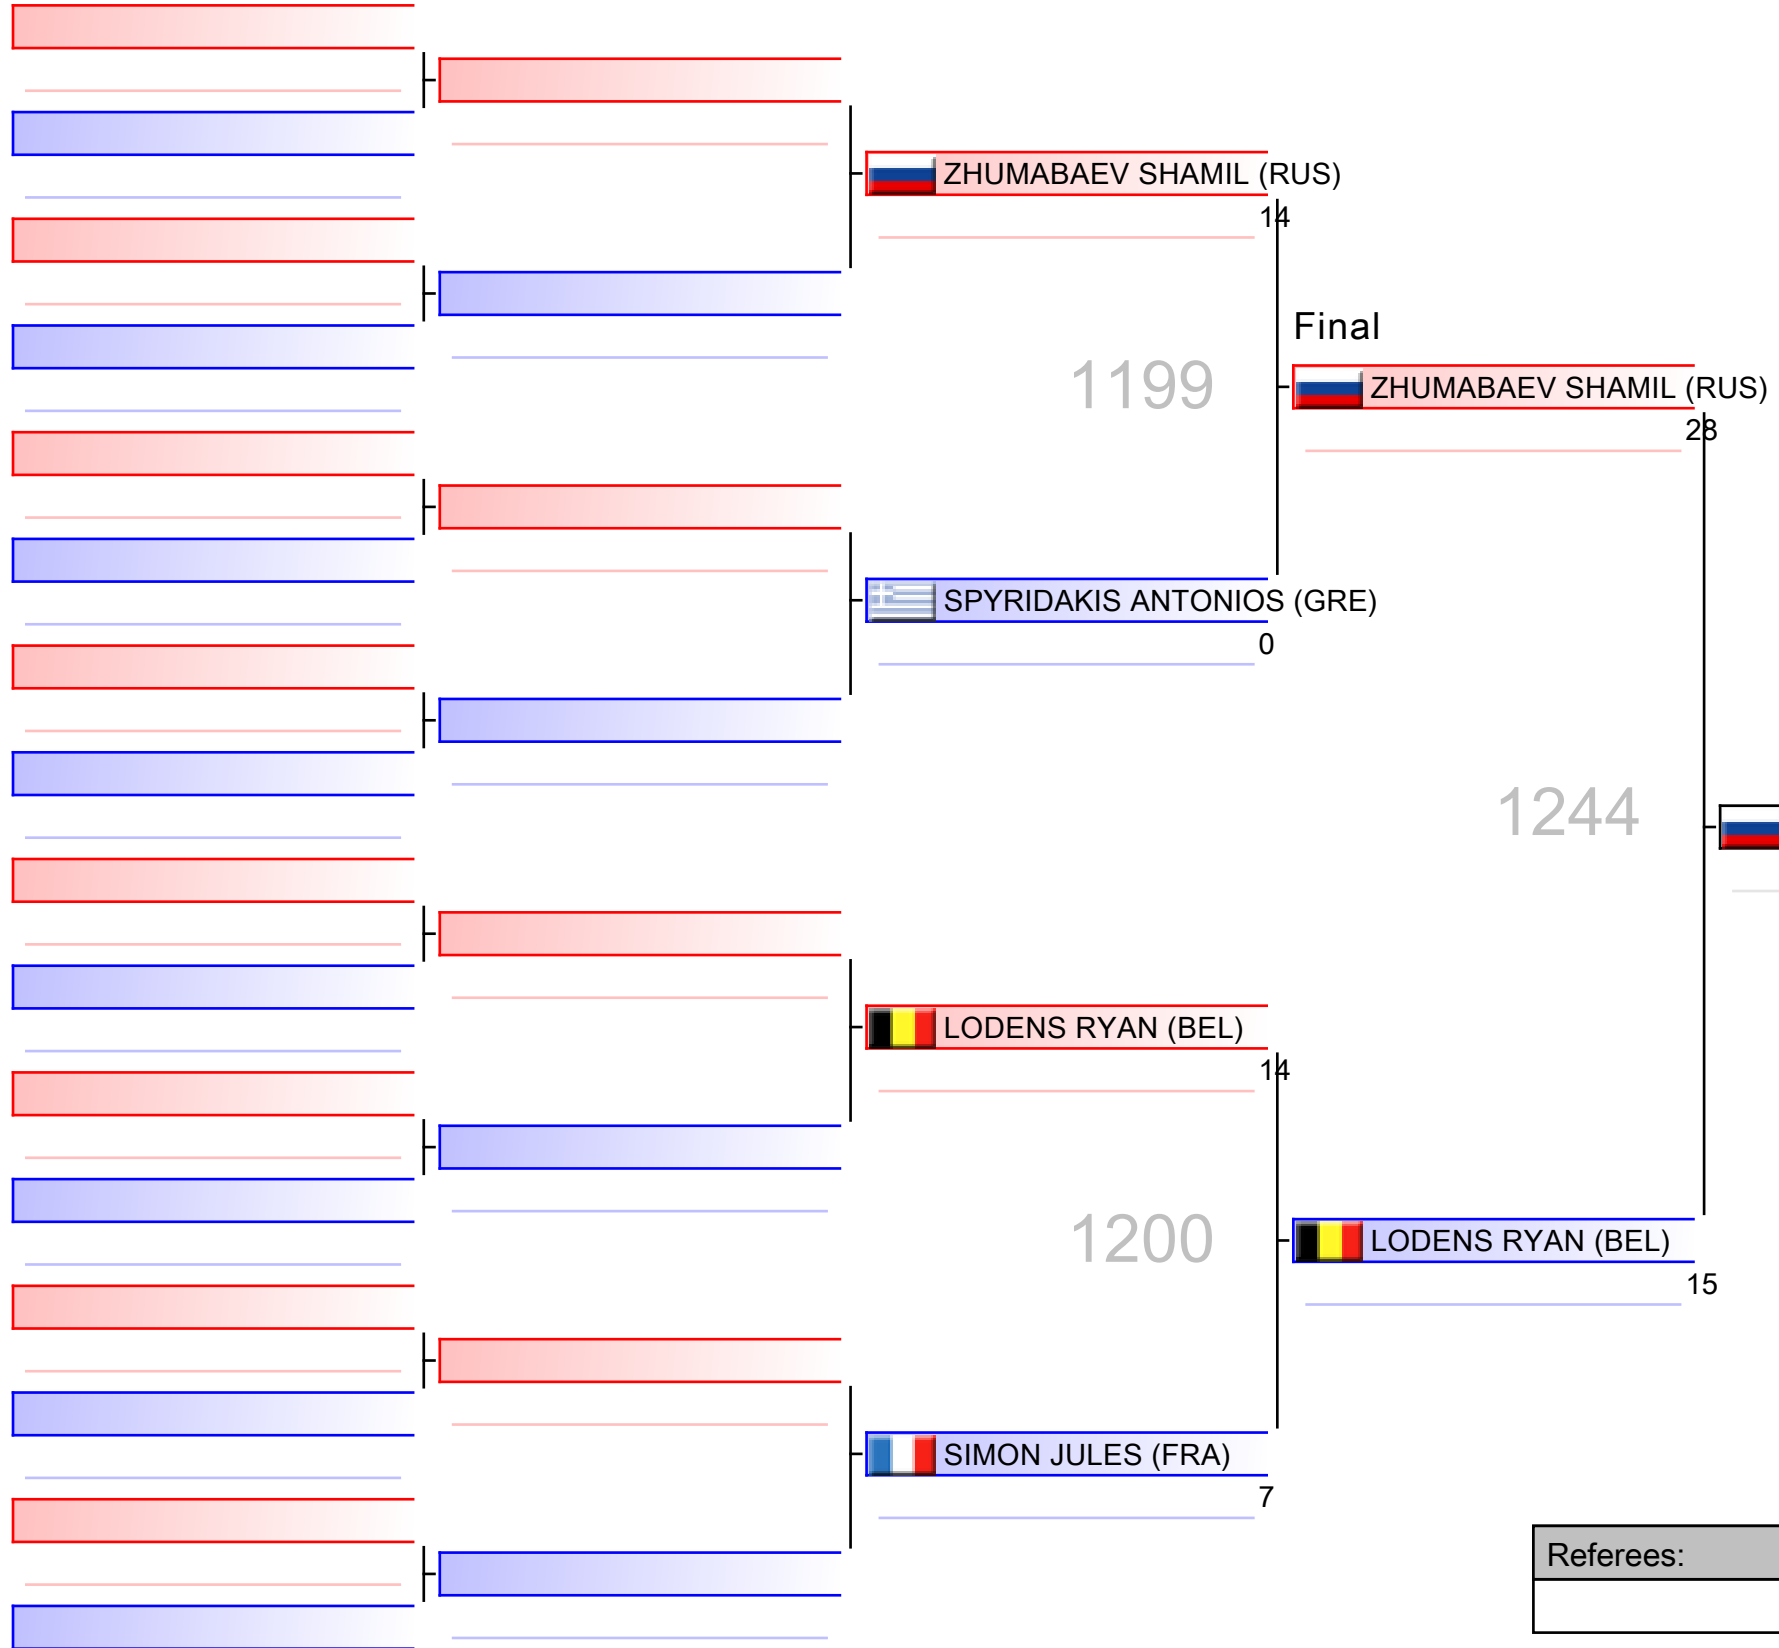 ZHUMABAEV SHAMIL (RUS)
14
Final
1199
ZHUMABAEV SHAMIL (RUS)
28
SPYRIDAKIS ANTONIOS (GRE)
0
1244
LODENS RYAN (BEL)
14
1200
LODENS RYAN (BEL)
15
SIMON JULES (FRA)
7
Referees: